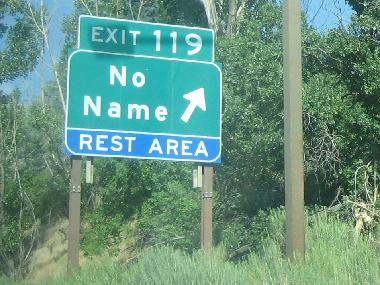 EXIT 119
No
Name
REST AREA